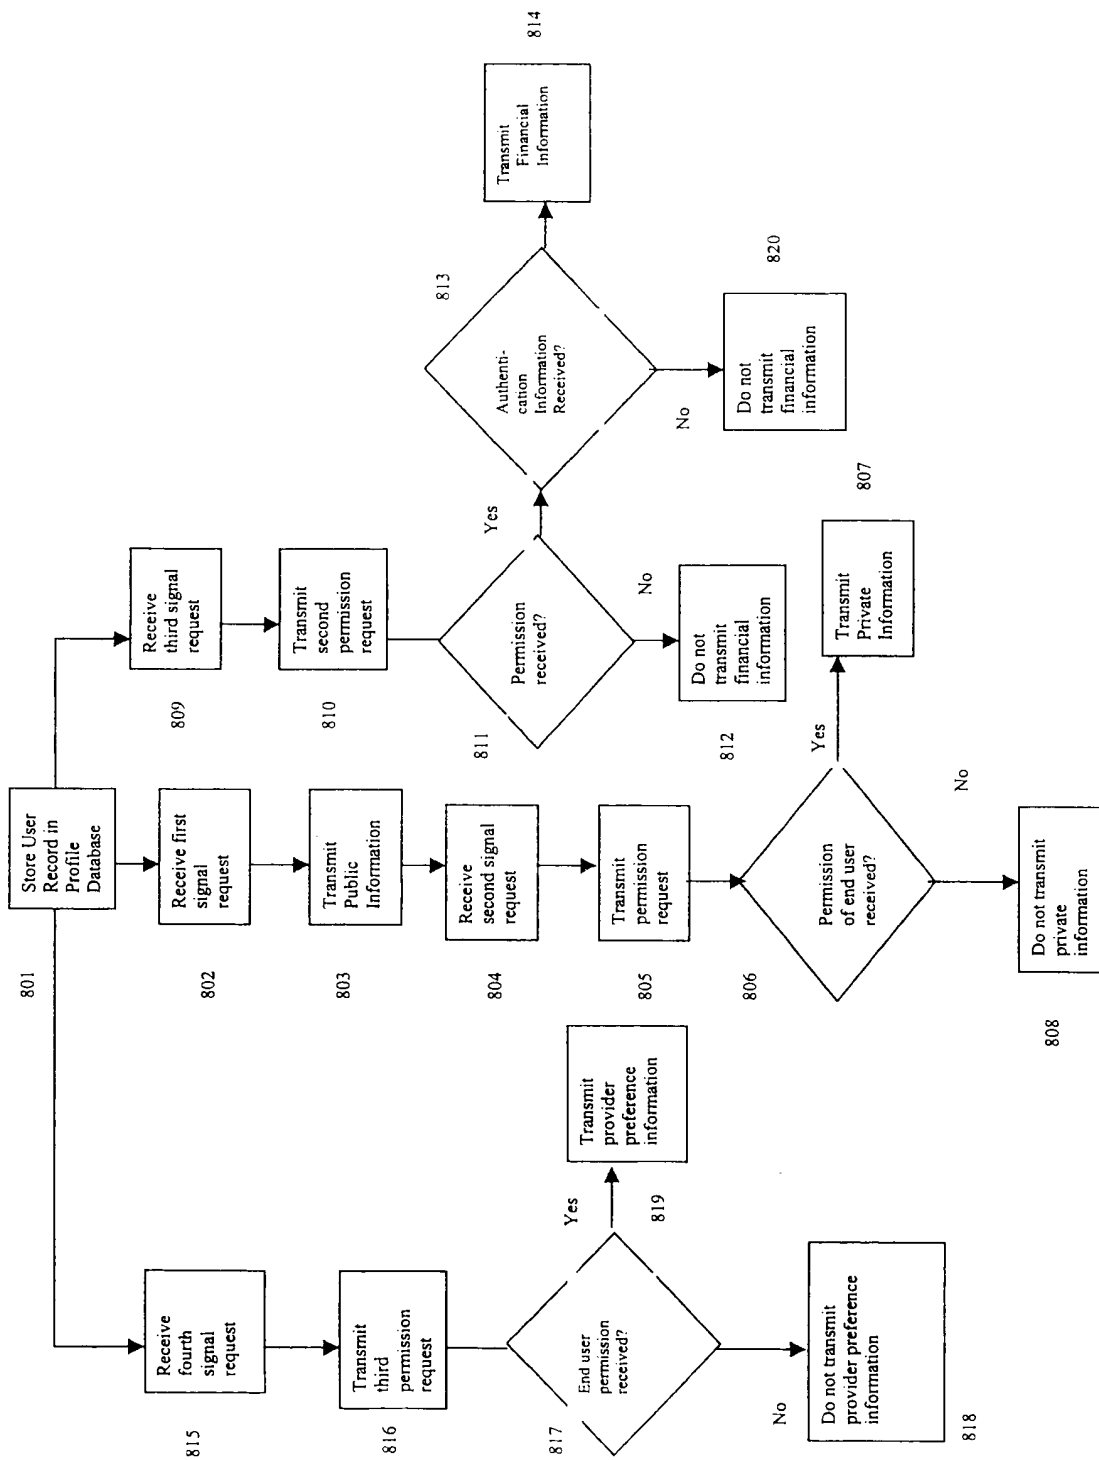 801
Store User
Record in
Profile
Database
815
Receive
fourth
signal
request
816
Transmit
third
permission
request
817
End user
permission
received?
Yes
819
Transmit
provider
preference
information
No
Do not transmit
provider preference
information
818
802
Receive first
signal
request
803
Transmit
Public
Information
804
Receive
second signal
request
805
Transmit
permission
request
806
Permission
of end user
received?
Yes
Transmit
Private
Information
807
No
Do not transmit
private
information
808
809
Receive
third signal
request
810
Transmit
second
permission
request
811
Permission
received?
No
Do not
transmit
financial
information
812
Yes
813
Authenti-
cation
Information
Received?
No
Do not
transmit
financial
information
820
Transmit
Financial
Information
814